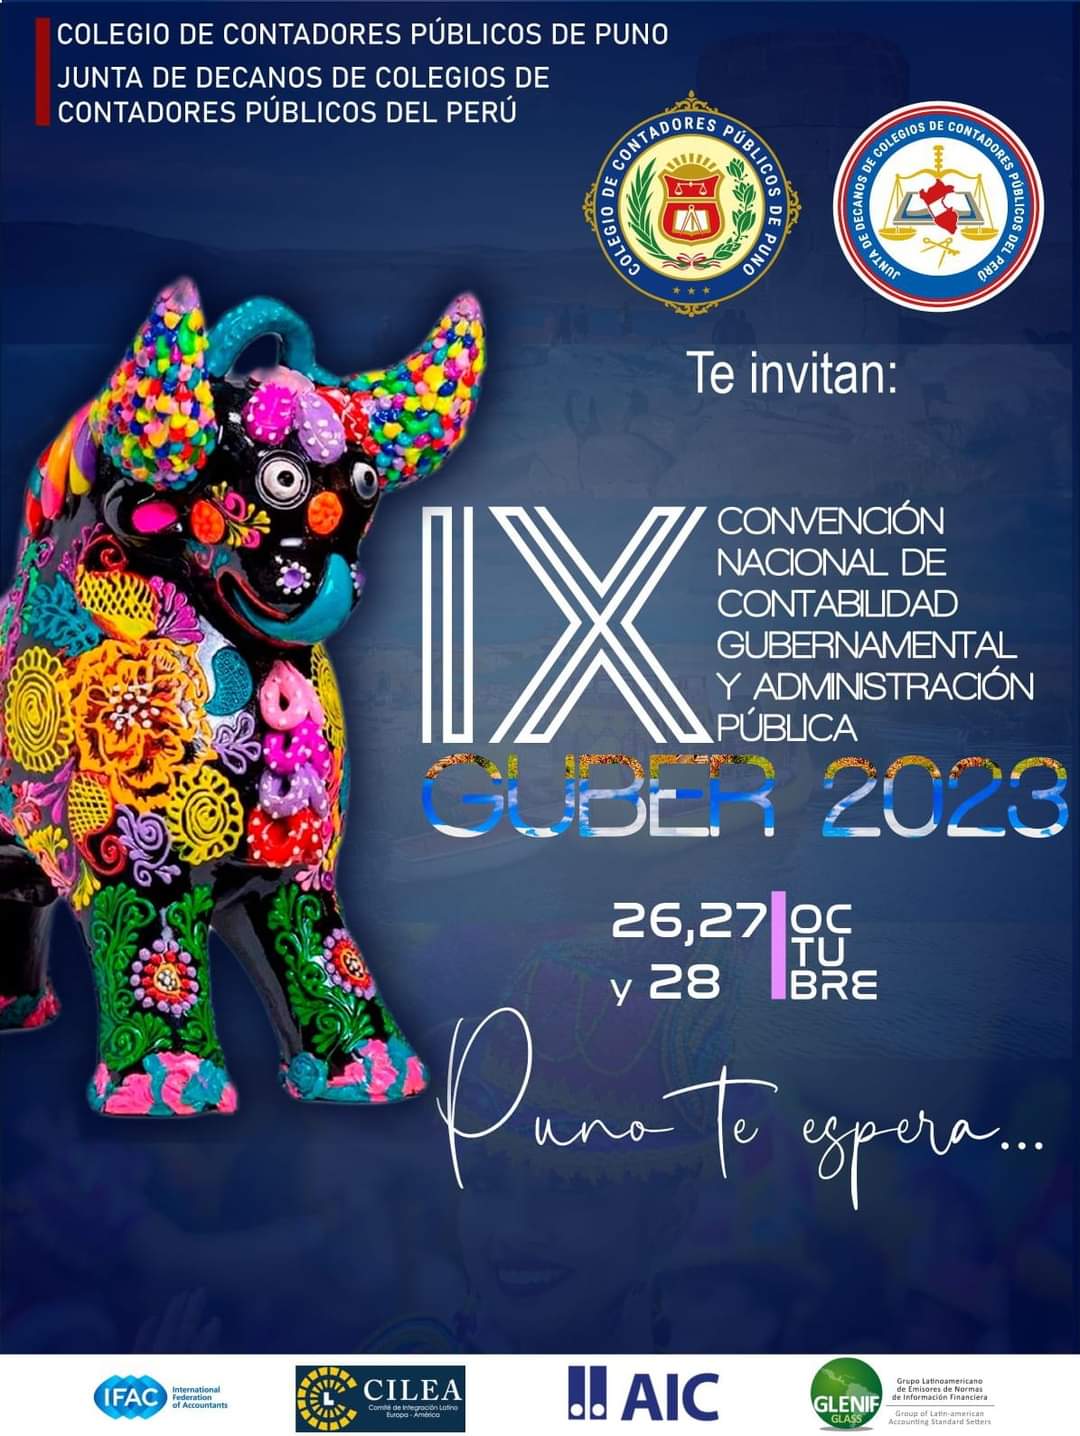 COLEGIO DE CONTADORES PÚBLICOS DE PUNO
JUNTA DE DECANOS DE COLEGIOS DE
CONTADORES PÚBLICOS DEL PERÚ
COLEGIO DE CONTADORES PÚBLICOS DE PUNO
JUNTA DE DECANOS DE COLEGIOS DE CONTADORES PÚBLICOS DEL PERÚ
Te invitan:
IX
CONVENCIÓN
NACIONAL DE
CONTABILIDAD
GUBERNAMENTAL
Y ADMINISTRACIÓN
PÚBLICA
GUBER 2023
26,27
y 28
OC
TU
BRE
Puno te espera...
IFAC
International
Federation
of Accountants
CILEA
Comité de Integración Latino
Europa - América
AIC
GLENIF
GLASS
Grupo Latinoamericano
de Emisores de Normas
de Información Financiera
Group of Latin-american
Accounting Standard Setters